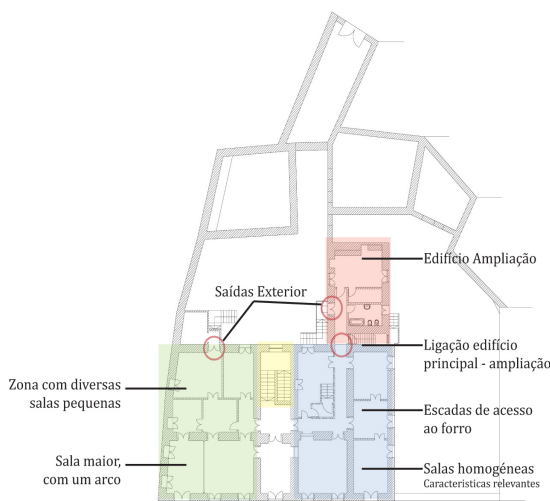 Edifício Ampliação
Saídas Exterior
Ligação edifício
principal - ampliação
Zona com diversas
salas pequenas
Escadas de acesso
ao forro
Sala maior,
com um arco
Salas homogéneas
Caracteristicas relevantes